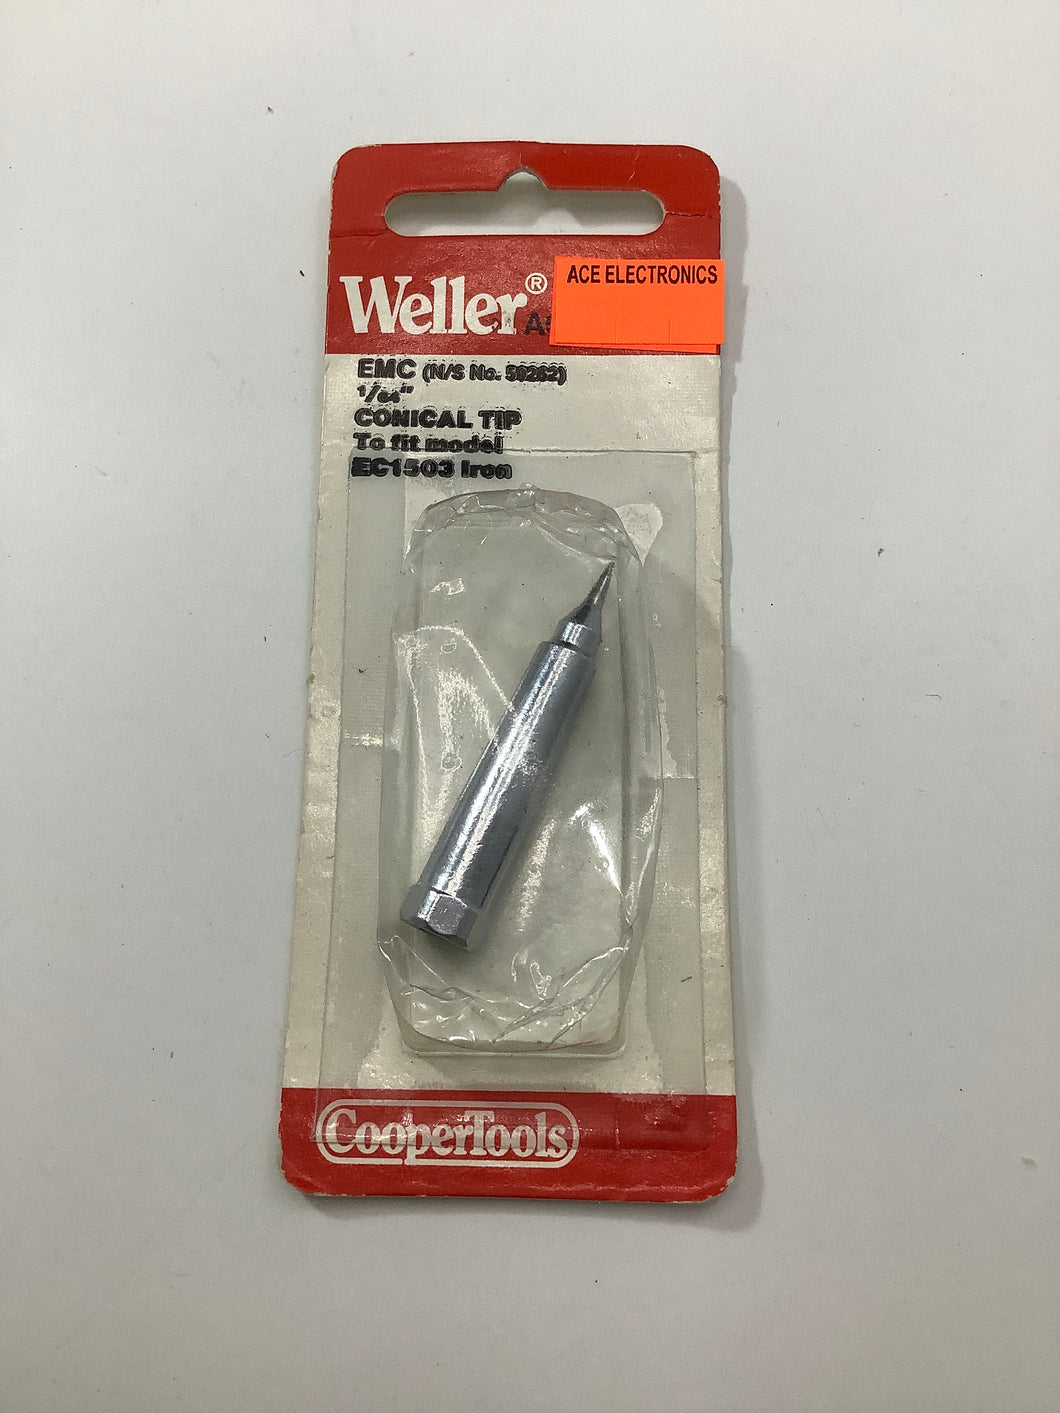 Weller®
ACE ELECTRONICS
EMC (N/S No. 59262)
1/64"
CONICAL TIP
To fit model
EC1503 Iron
CooperTools